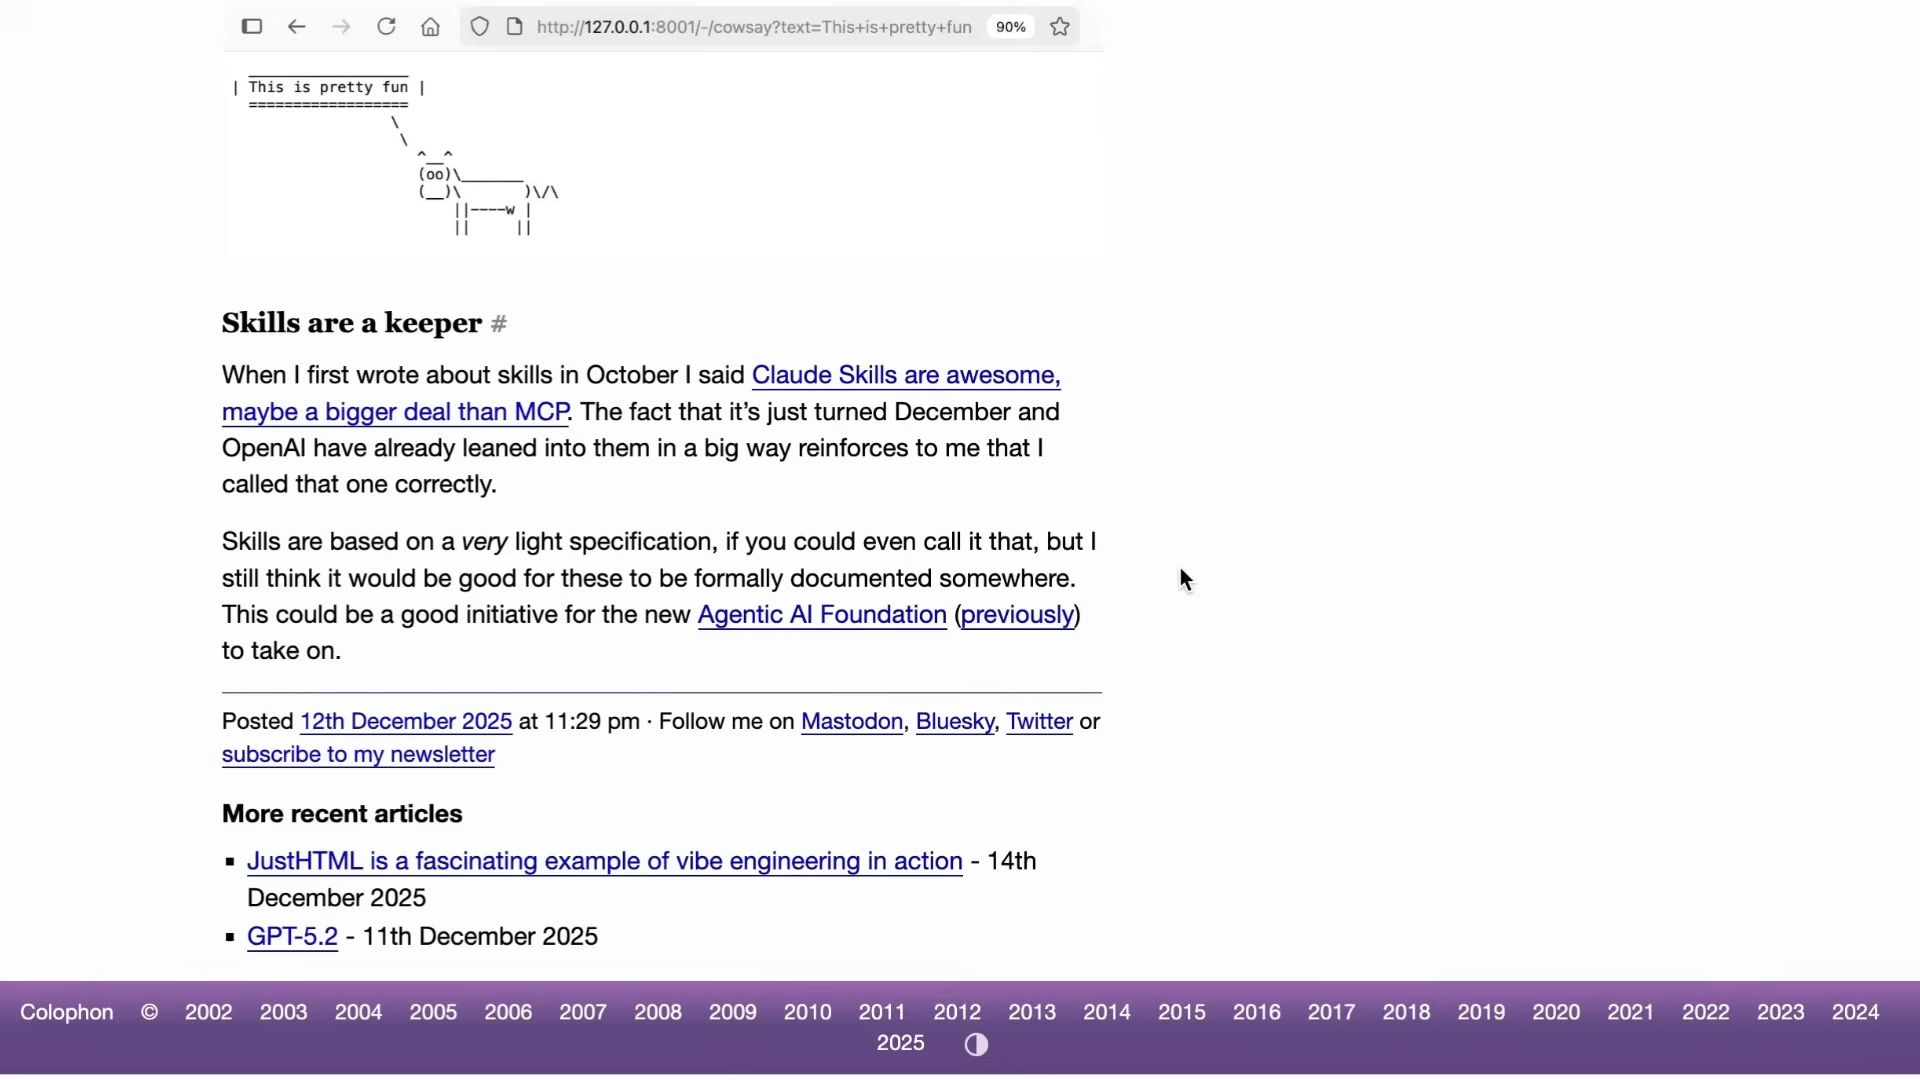 http://127.0.0.1:8001/-/cowsay?text=This+is+pretty+fun 90%
 __________________
| This is pretty fun |
  ==================
                  \
                   \
                     ^__^
                     (oo)\_______
                     (__)\       )\/\
                         ||----w |
                         ||     ||
Skills are a keeper #
When I first wrote about skills in October I said Claude Skills are awesome,
maybe a bigger deal than MCP. The fact that it’s just turned December and
OpenAI have already leaned into them in a big way reinforces to me that I
called that one correctly.
Skills are based on a very light specification, if you could even call it that, but I
still think it would be good for these to be formally documented somewhere.
This could be a good initiative for the new Agentic AI Foundation (previously)
to take on.
Posted 12th December 2025 at 11:29 pm · Follow me on Mastodon, Bluesky, Twitter or
subscribe to my newsletter
More recent articles
▪ JustHTML is a fascinating example of vibe engineering in action - 14th
December 2025
▪ GPT-5.2 - 11th December 2025
Colophon © 2002 2003 2004 2005 2006 2007 2008 2009 2010 2011 2012 2013 2014 2015 2016 2017 2018 2019 2020 2021 2022 2023 2024
2025